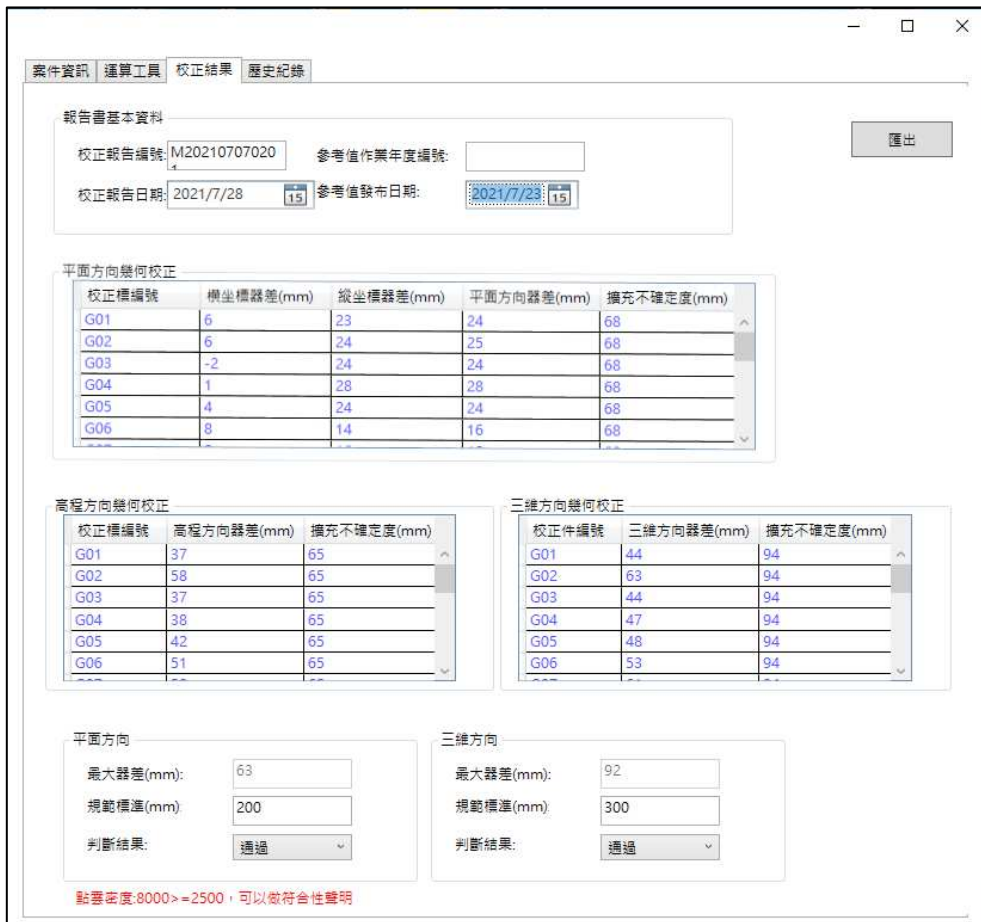 案件資訊 運算工具 校正結果 歷史紀錄
報告書基本資料
匯出
校正報告編號: M20210707020 參考值作業年度編號:
校正報告日期: 2021/7/28 15 參考值發布日期: 2021/7/23 15
平面方向幾何校正
校正標編號 橫坐標器差(mm) 縱坐標器差(mm) 平面方向器差(mm) 擴充不確定度(mm)
G01 6 23 24 68
G02 6 24 25 68
G03 -2 24 24 68
G04 1 28 28 68
G05 4 24 24 68
G06 8 14 16 68
高程方向幾何校正
校正標編號 高程方向器差(mm) 擴充不確定度(mm)
G01 37 65
G02 58 65
G03 37 65
G04 38 65
G05 42 65
G06 51 65
三維方向幾何校正
校正件編號 三維方向器差(mm) 擴充不確定度(mm)
G01 44 94
G02 63 94
G03 44 94
G04 47 94
G05 48 94
G06 53 94
平面方向
最大器差(mm): 63
規範標準(mm) 200
判斷結果: 通過
三維方向
最大器差(mm): 92
規範標準(mm) 300
判斷結果: 通過
點雲密度:8000>=2500，可以做符合性聲明